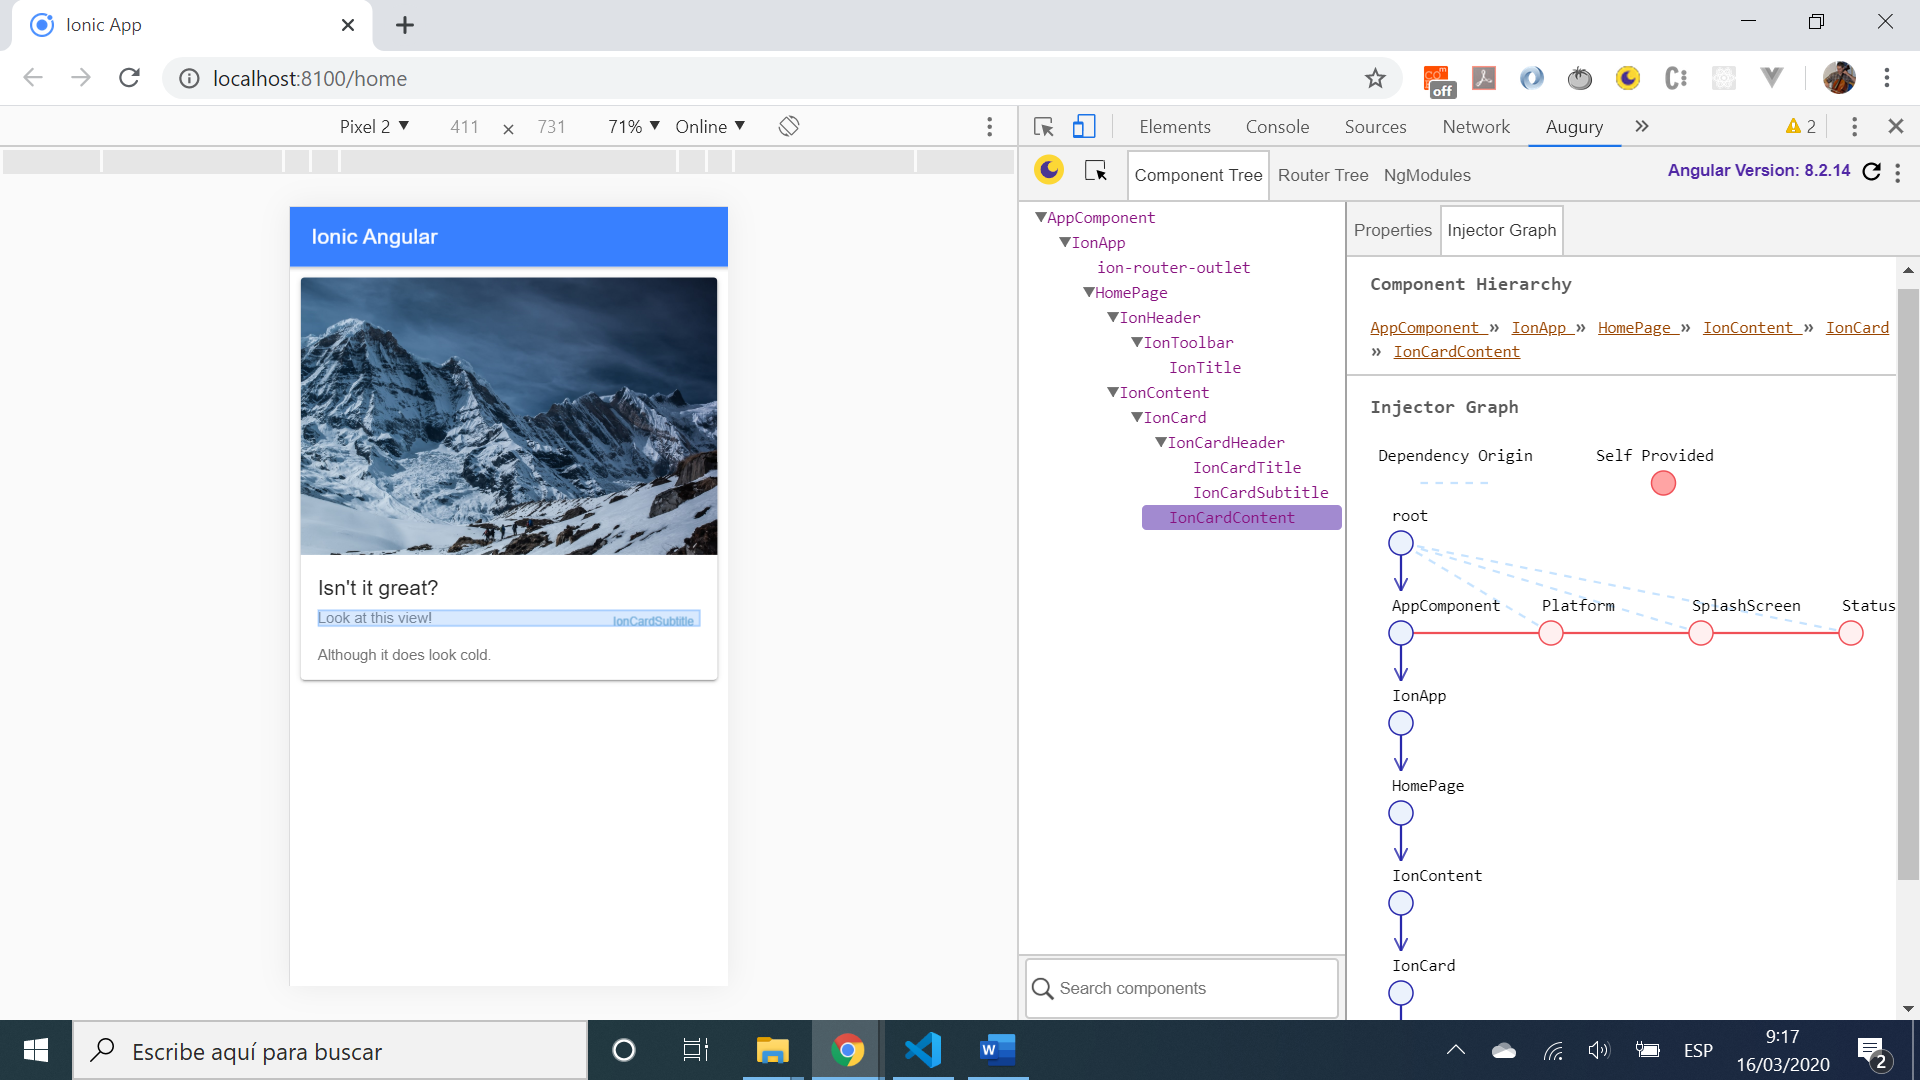 Ionic App
localhost:8100/home
off
Pixel 2 ▼ 411 × 731 71% ▼ Online ▼
Elements Console Sources Network Augury » 2
Component Tree Router Tree NgModules Angular Version: 8.2.14
Ionic Angular
Isn't it great?
Look at this view! IonCardSubtitle
Although it does look cold.
AppComponent
IonApp
ion-router-outlet
HomePage
IonHeader
IonToolbar
IonTitle
IonContent
IonCard
IonCardHeader
IonCardTitle
IonCardSubtitle
IonCardContent
Search components
Properties Injector Graph
Component Hierarchy
AppComponent » IonApp » HomePage » IonContent » IonCard
» IonCardContent
Injector Graph
Dependency Origin Self Provided
root
AppComponent Platform SplashScreen Status
IonApp
HomePage
IonContent
IonCard
Escribe aquí para buscar
W
ESP
9:17
16/03/2020
2